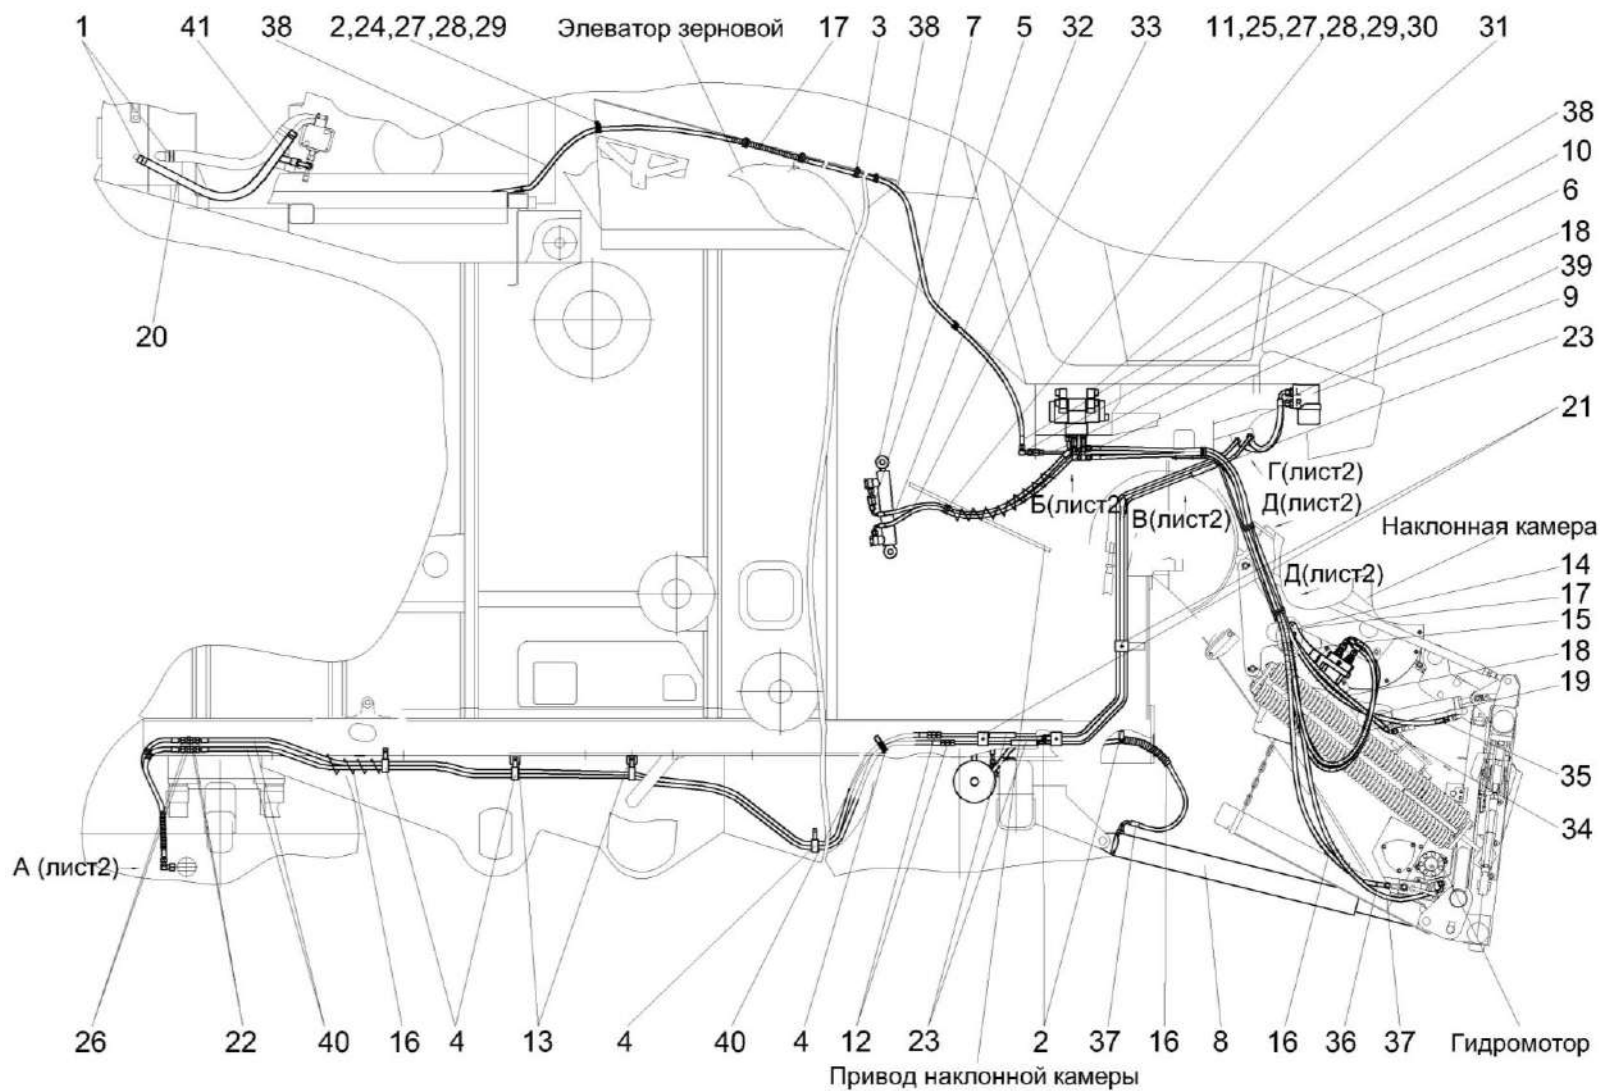 1 41 38 2,24,27,28,29 Элеватор зерновой 17 3 38 7 5 32 33 11,25,27,28,29,30 31
38
10
6
18
39
9
20 23
21
Г(лист2)
Б(лист2) Д(лист2)
В(лист2)
Наклонная камера
14
Д(лист2)
17
15
18
19
35
34
А (лист2)
26 22 40 16 4 13 4 40 4 12 23 2 37 16 8 16 36 37 Гидромотор
Привод наклонной камеры